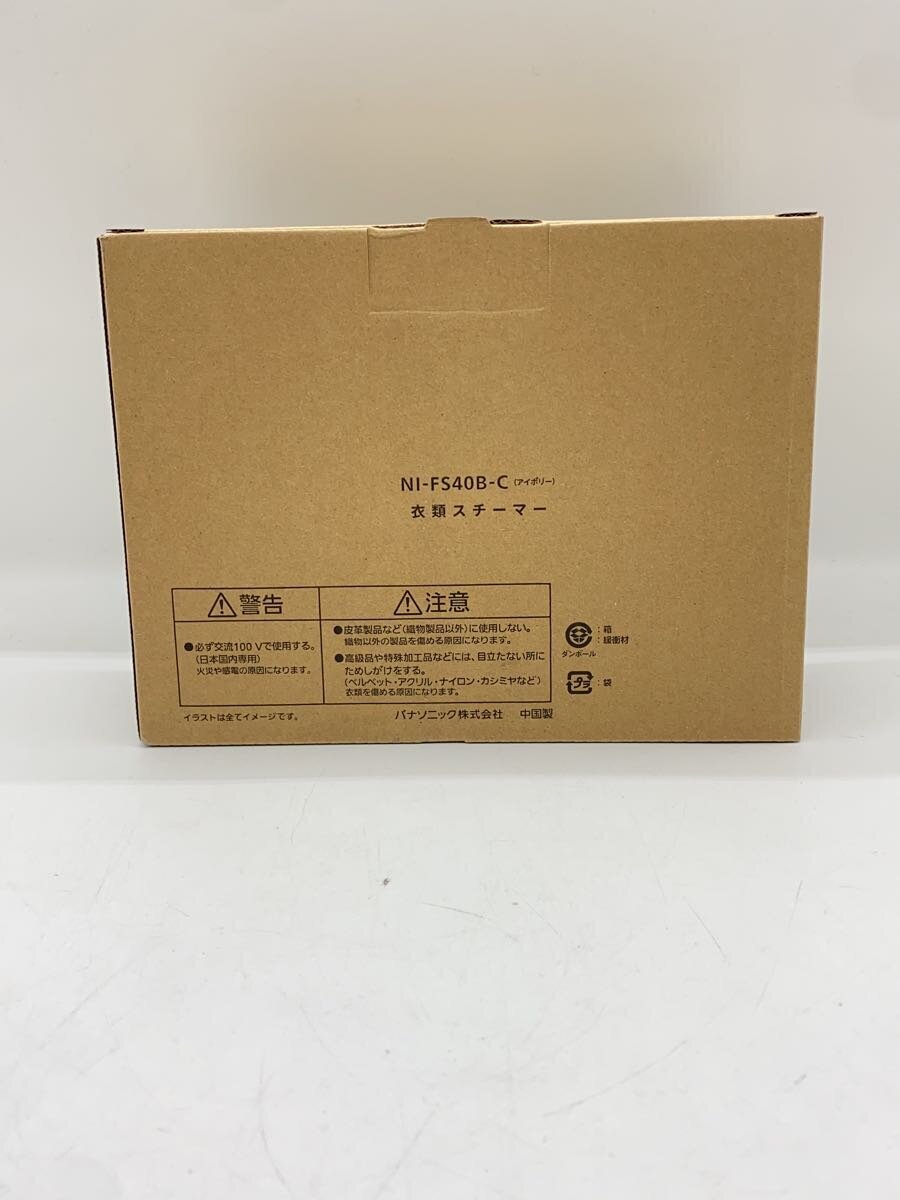 NI-FS40B-C (アイボリー)
衣類スチーマー
警告
●必ず交流100 Vで使用する。
(日本国内専用)
火災や感電の原因になります。
注意
●皮革製品など(織物製品以外)に使用しない。
織物以外の製品を傷める原因になります。
●高級品や特殊加工品などには、目立たない所に
ためしがけをする。
(ベルベット・アクリル・ナイロン・カシミヤなど)
衣類を傷める原因になります。
イラストは全てイメージです。
パナソニック株式会社 中国製
:箱
:緩衝材
ダンボール
プラ
:袋